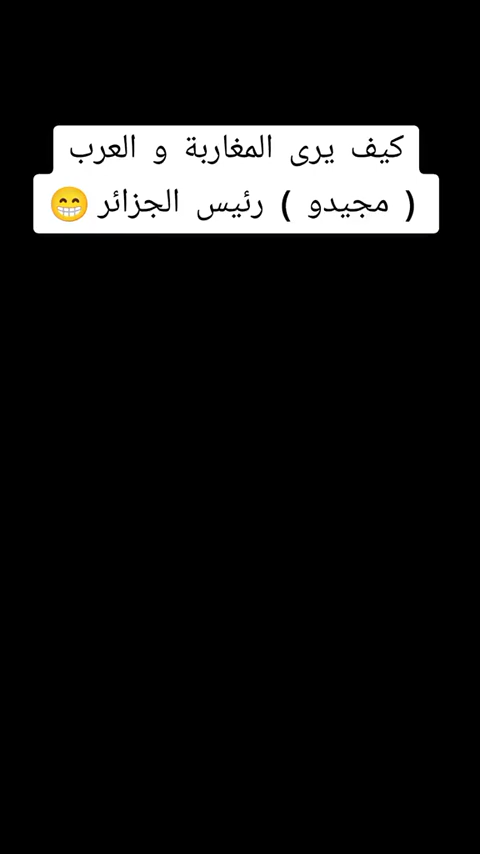 كيف يرى المغاربة و العرب
( مجيدو ) رئيس الجزائر 😁